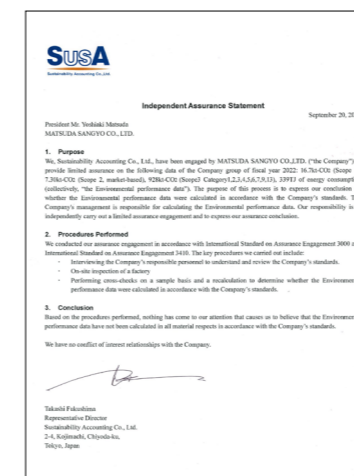 SUSA
Sustainability Accounting Co., Ltd.
Independent Assurance Statement
September 20, 20
President Mr. Yoshiaki Matsuda
MATSUDA SANGYO CO., LTD.
1. Purpose
We, Sustainability Accounting Co., Ltd., have been engaged by MATSUDA SANGYO CO.,LTD. ("the Company")
provide limited assurance on the following data of the Company group of fiscal year 2022: 16.7kt-CO2 (Scope
7.30kt-CO2 (Scope 2, market-based), 928kt-CO2 (Scope3 Category1,2,3,4,5,6,7,9,13), 339TJ of energy consumpt
(collectively, "the Environmental performance data"). The purpose of this process is to express our conclusion
whether the Environmental performance data were calculated in accordance with the Company's standards. T
Company's management is responsible for calculating the Environmental performance data. Our responsibility is
independently carry out a limited assurance engagement and to express our assurance conclusion.
2. Procedures Performed
We conducted our assurance engagement in accordance with International Standard on Assurance Engagement 3000 a
International Standard on Assurance Engagement 3410. The key procedures we carried out include:
· Interviewing the Company's responsible personnel to understand and review the Company's standards.
· On-site inspection of a factory
· Performing cross-checks on a sample basis and a recalculation to determine whether the Environmen
performance data were calculated in accordance with the Company's standards.
3. Conclusion
Based on the procedures performed, nothing has come to our attention that causes us to believe that the Environmen
performance data have not been calculated in all material respects in accordance with the Company's standards.
We have no conflict of interest relationships with the Company.
Takashi Fukushima
Representative Director
Sustainability Accounting Co., Ltd.
2-4, Kojimachi, Chiyoda-ku,
Tokyo, Japan